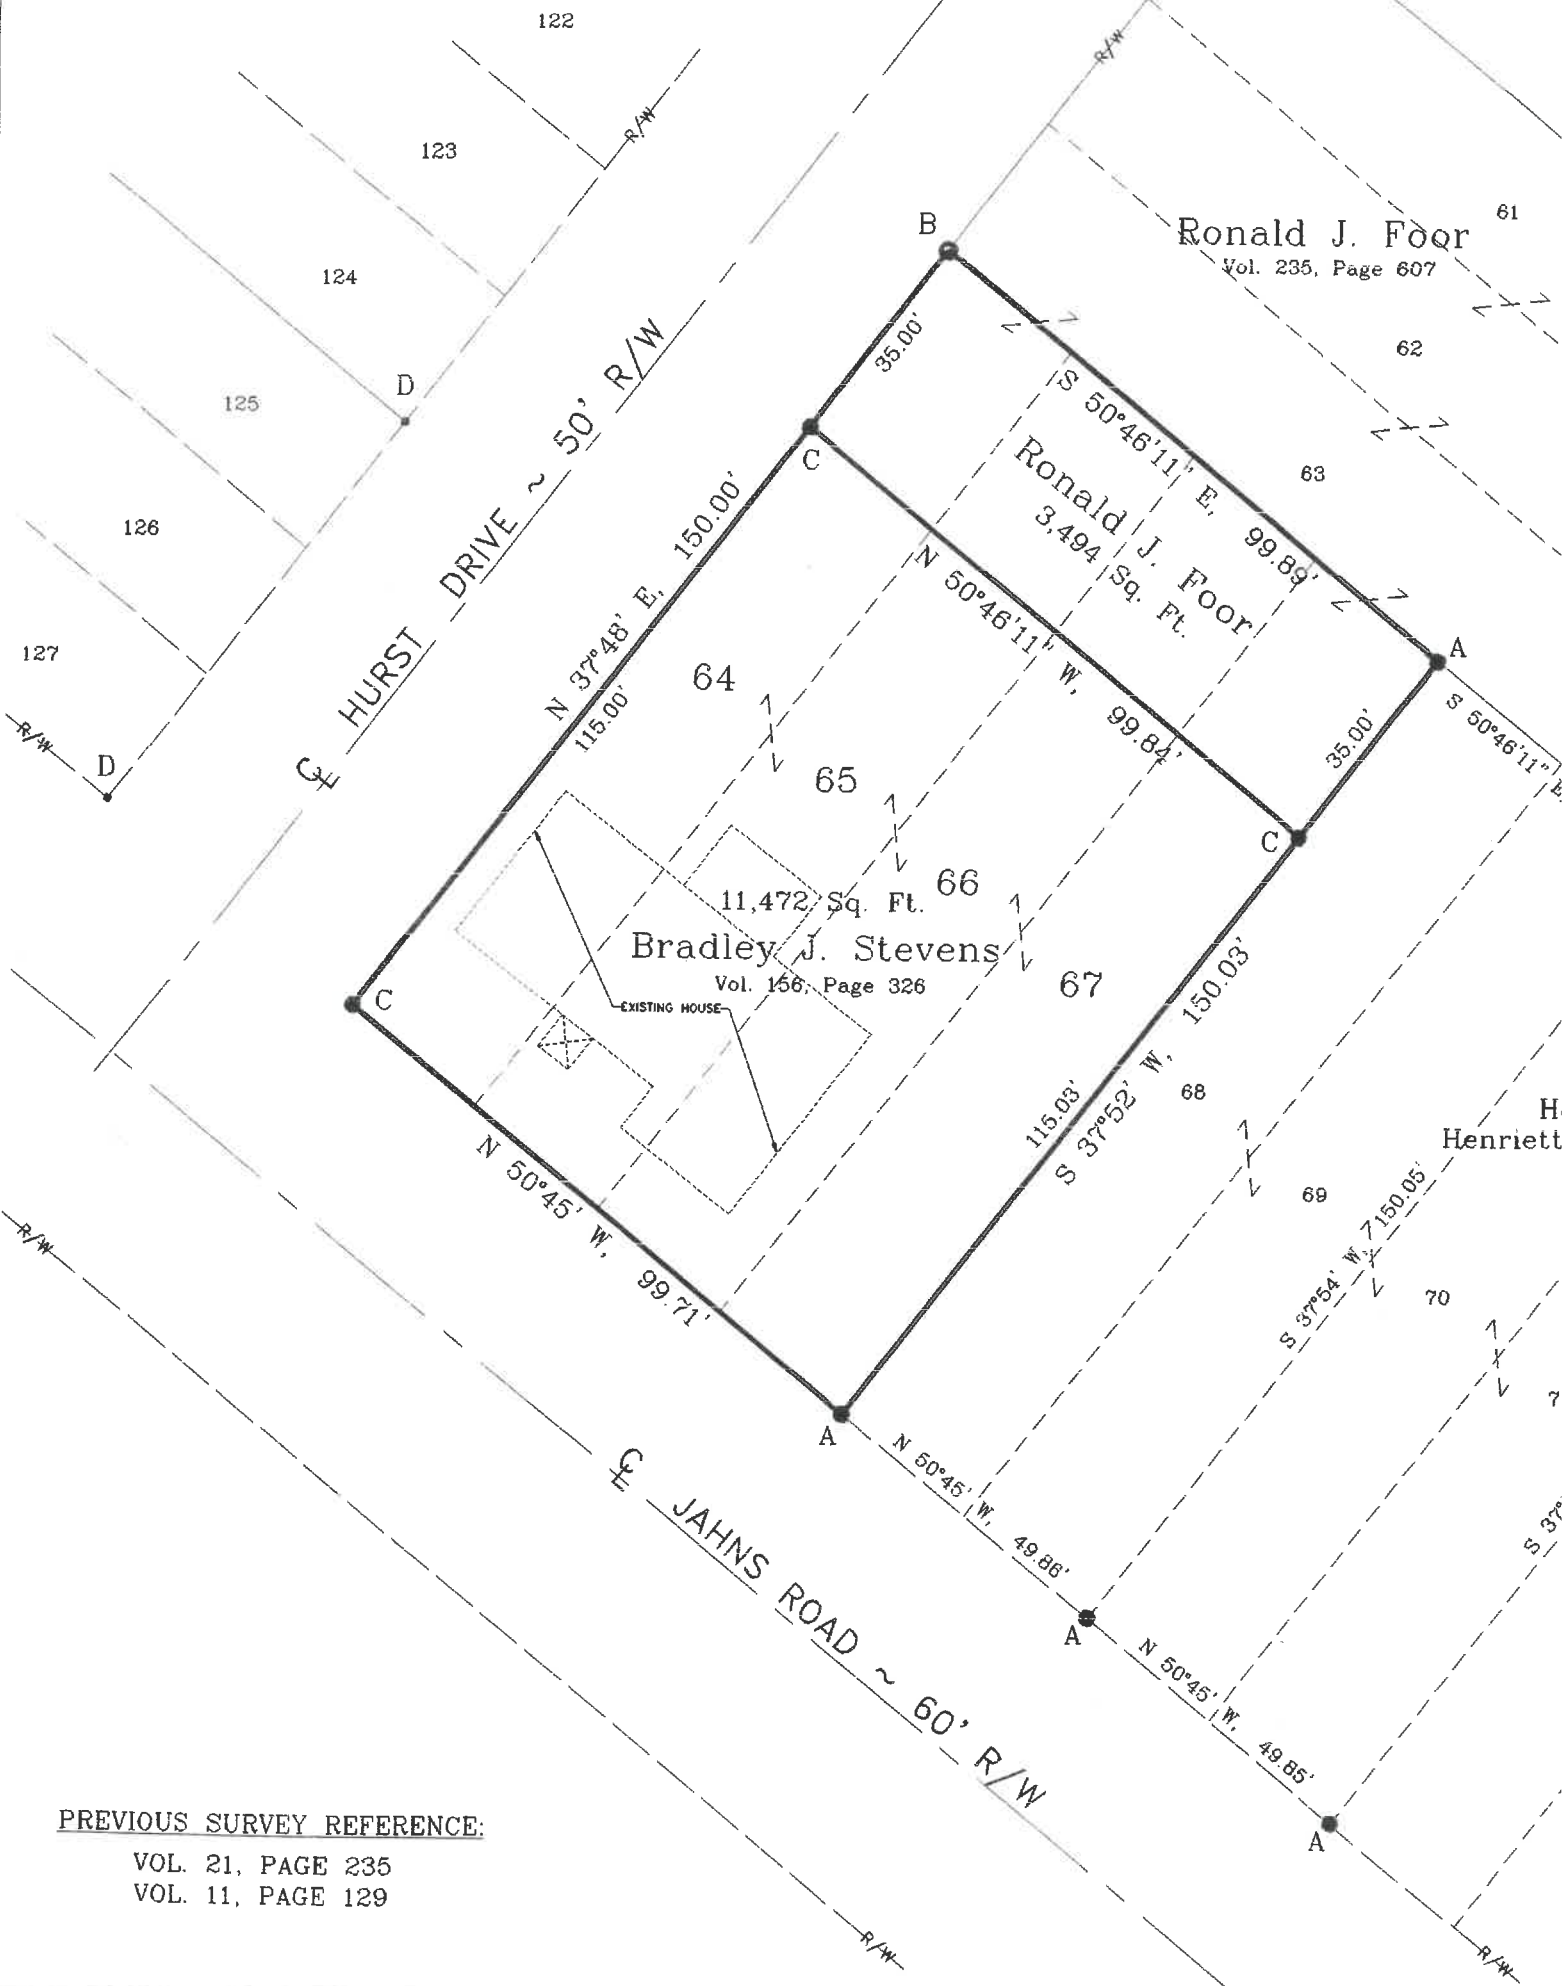 122
R/W
R/W
123
61
Ronald J. Foor
Vol. 235, Page 607
B
124
62
35.00'
D
125
C
S 50°46'11" E, 99.89'
63
Ronald J. Foor
3,494 Sq. Ft.
126
HURST DRIVE ~ 50' R/W
N 37°48' E, 150.00'
115.00'
N 50°46'11" W, 99.84'
A
127
64
S 50°46'11" E,
35.00'
R/W
D
65
C
66
11,472 Sq. Ft.
Bradley J. Stevens
Vol. 156, Page 326
67
C
EXISTING HOUSE
S 37°52' W, 150.03'
115.03'
68
Henriett
N 50°45' W, 99.71'
69
S 37°54' W, 150.05'
R/W
70
A
N 50°45' W, 49.86'
S 37°
JAHNS ROAD ~ 60' R/W
A
N 50°45' W, 49.85'
A
PREVIOUS SURVEY REFERENCE:
VOL. 21, PAGE 235
VOL. 11, PAGE 129
R/W
R/W